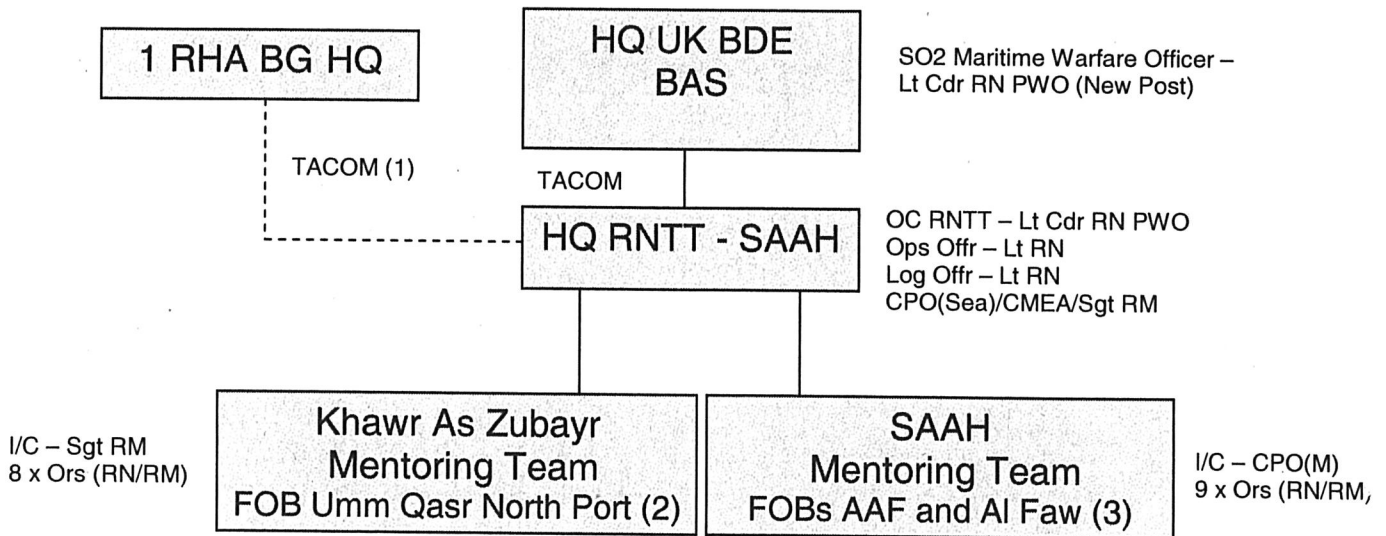 1 RHA BG HQ
HQ UK BDE
BAS
SO2 Maritime Warfare Officer –
Lt Cdr RN PWO (New Post)
TACOM (1)
TACOM
HQ RNTT - SAAH
OC RNTT – Lt Cdr RN PWO
Ops Offr – Lt RN
Log Offr – Lt RN
CPO(Sea)/CMEA/Sgt RM
I/C – Sgt RM
8 x Ors (RN/RM)
Khawr As Zubayr
Mentoring Team
FOB Umm Qasr North Port (2)
SAAH
Mentoring Team
FOBs AAF and Al Faw (3)
I/C – CPO(M)
9 x Ors (RN/RM,